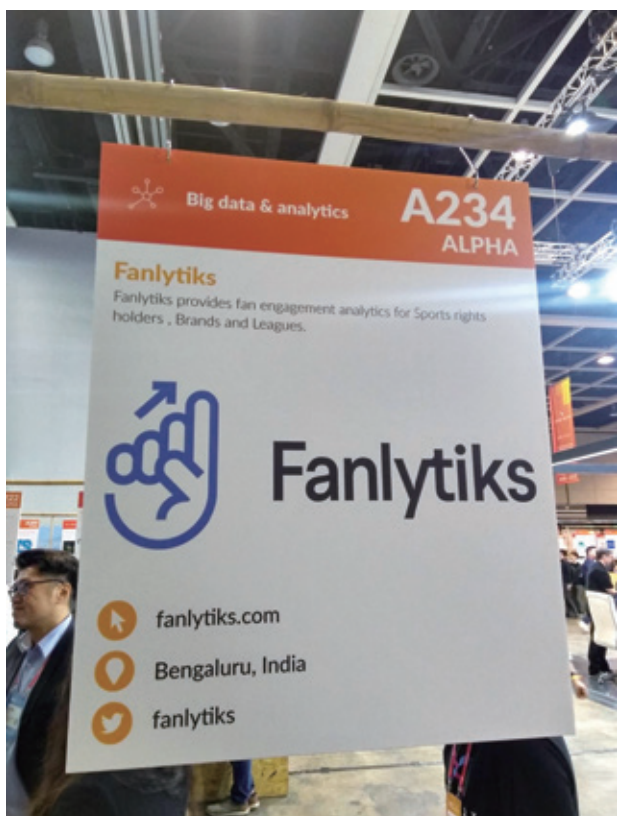 Big data & analytics
A234
ALPHA
Fanlytiks
Fanlytiks provides fan engagement analytics for Sports rights
holders , Brands and Leagues.
Fanlytiks
fanlytiks.com
Bengaluru, India
fanlytiks